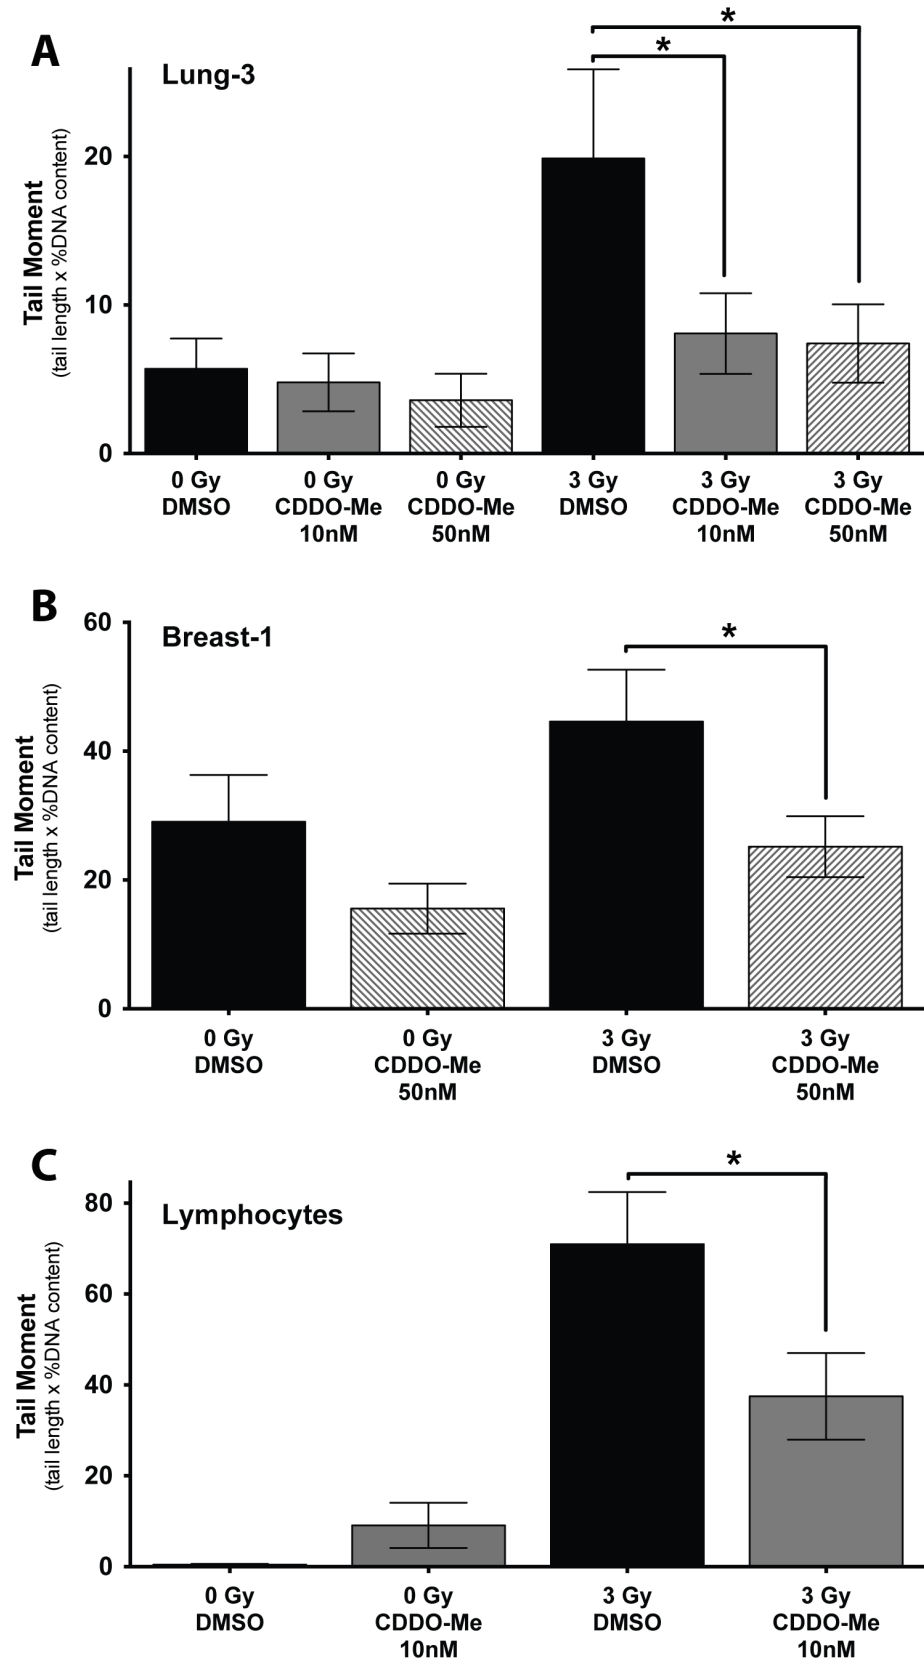 A
Lung-3
*
*
Tail Moment
(tail length x %DNA content)
20
10
0
0 Gy
DMSO
0 Gy
CDDO-Me
10nM
0 Gy
CDDO-Me
50nM
3 Gy
DMSO
3 Gy
CDDO-Me
10nM
3 Gy
CDDO-Me
50nM
B
Breast-1
*
Tail Moment
(tail length x %DNA content)
60
40
20
0
0 Gy
DMSO
0 Gy
CDDO-Me
50nM
3 Gy
DMSO
3 Gy
CDDO-Me
50nM
C
Lymphocytes
*
Tail Moment
(tail length x %DNA content)
80
60
40
20
0
0 Gy
DMSO
0 Gy
CDDO-Me
10nM
3 Gy
DMSO
3 Gy
CDDO-Me
10nM